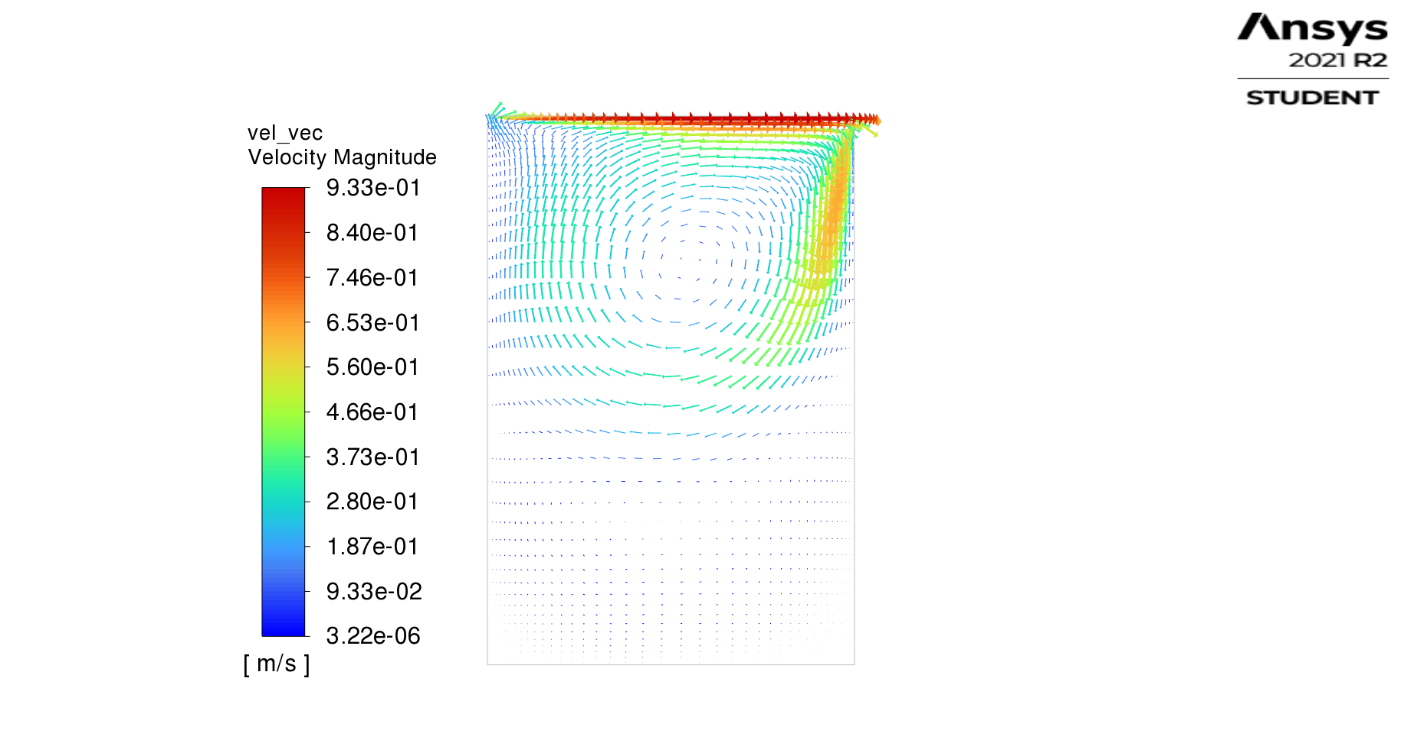 Ansys
2021 R2
STUDENT
vel_vec
Velocity Magnitude
9.33e-01
8.40e-01
7.46e-01
6.53e-01
5.60e-01
4.66e-01
3.73e-01
2.80e-01
1.87e-01
9.33e-02
3.22e-06
[ m/s ]